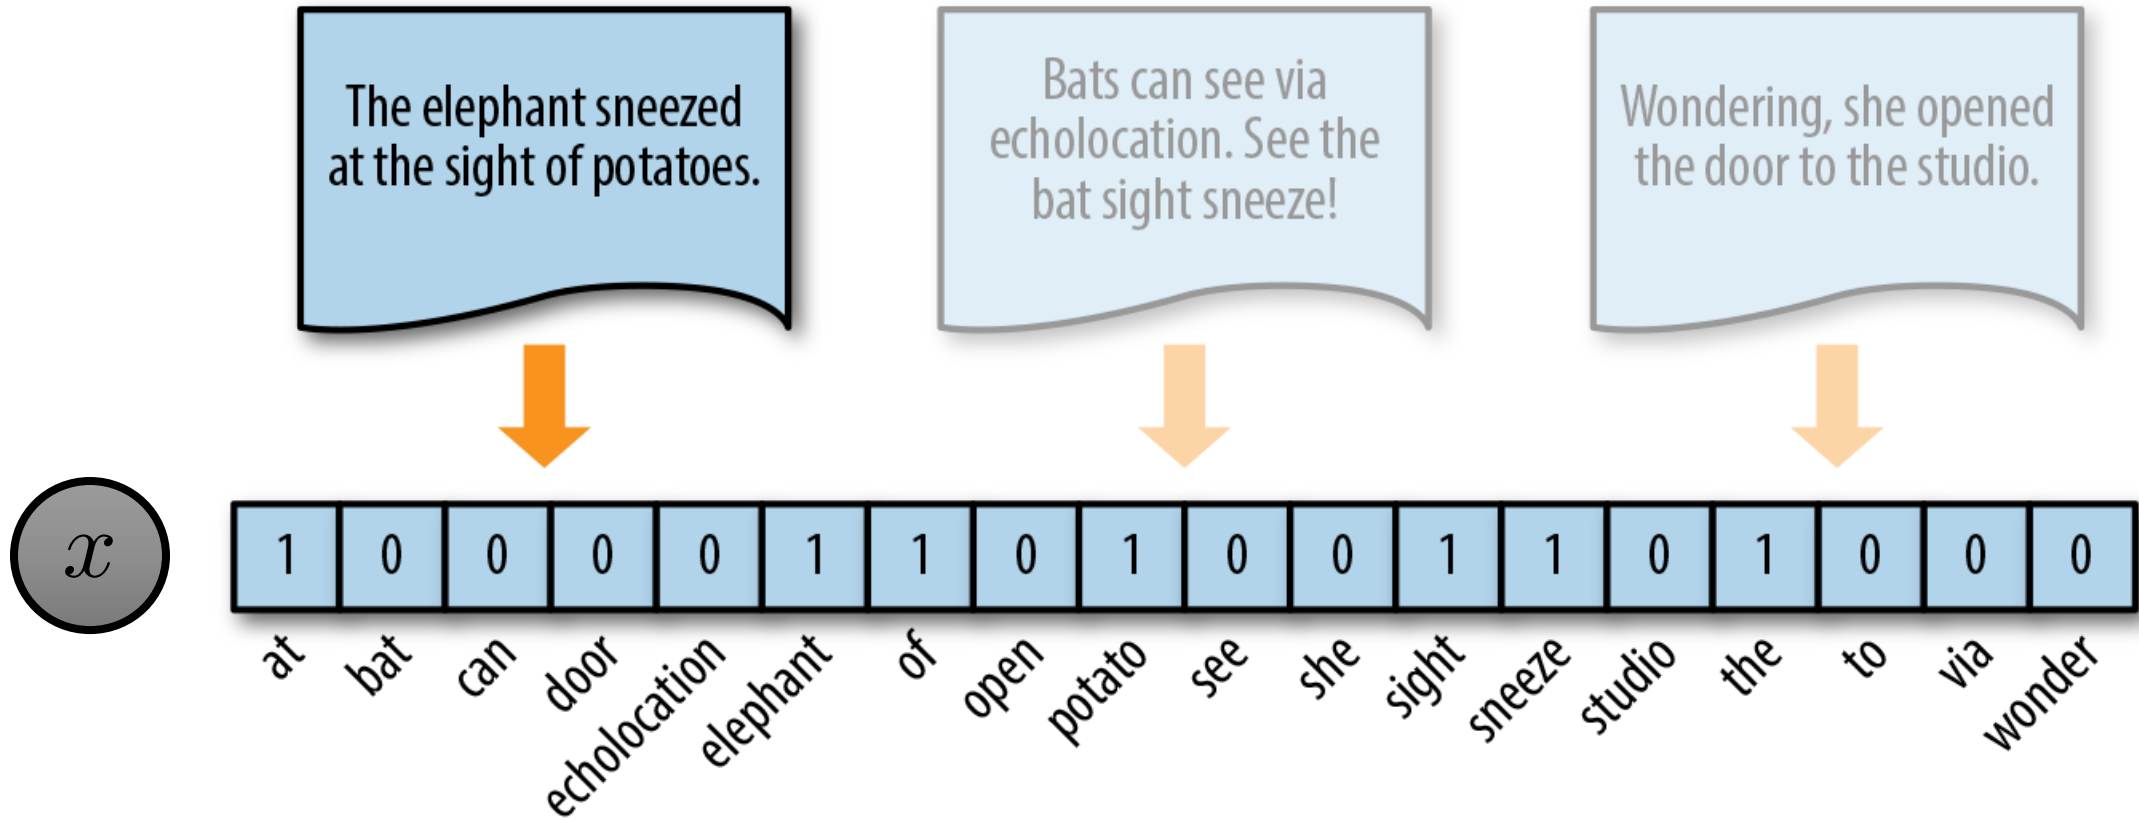 The elephant sneezed
at the sight of potatoes.
Bats can see via
echolocation. See the
bat sight sneeze!
Wondering, she opened
the door to the studio.
x
1 0 0 0 0 1 1 0 1 0 0 1 1 0 1 0 0 0
at bat can door echolocation elephant of open potato see she sight sneeze studio the to via wonder